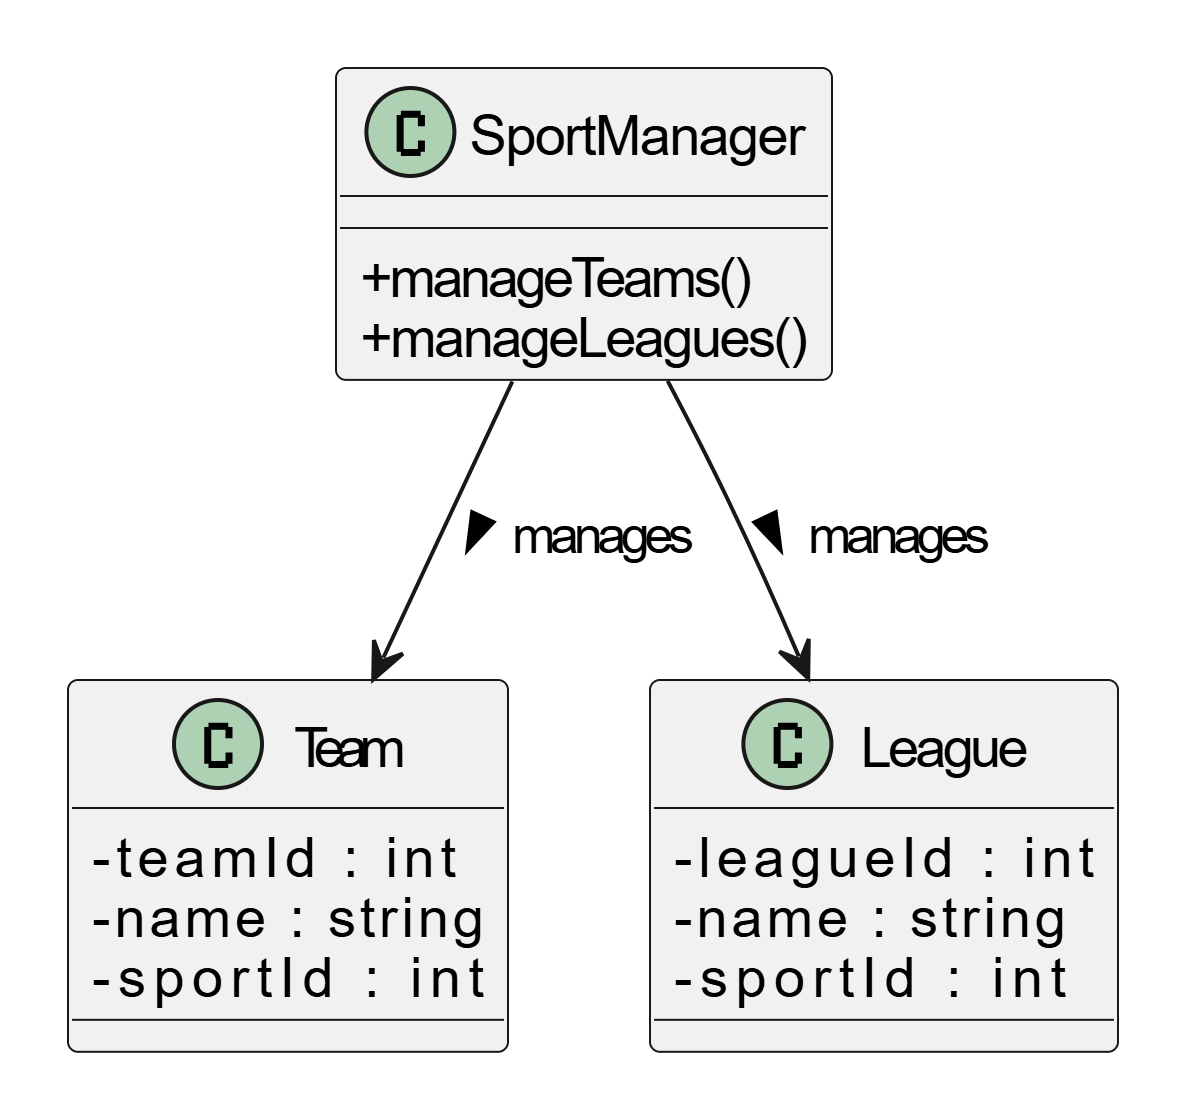 C SportManager
+manageTeams()
+manageLeagues()
manages
manages
C Team
-teamId : int
-name : string
-sportId : int
C League
-leagueId : int
-name : string
-sportId : int